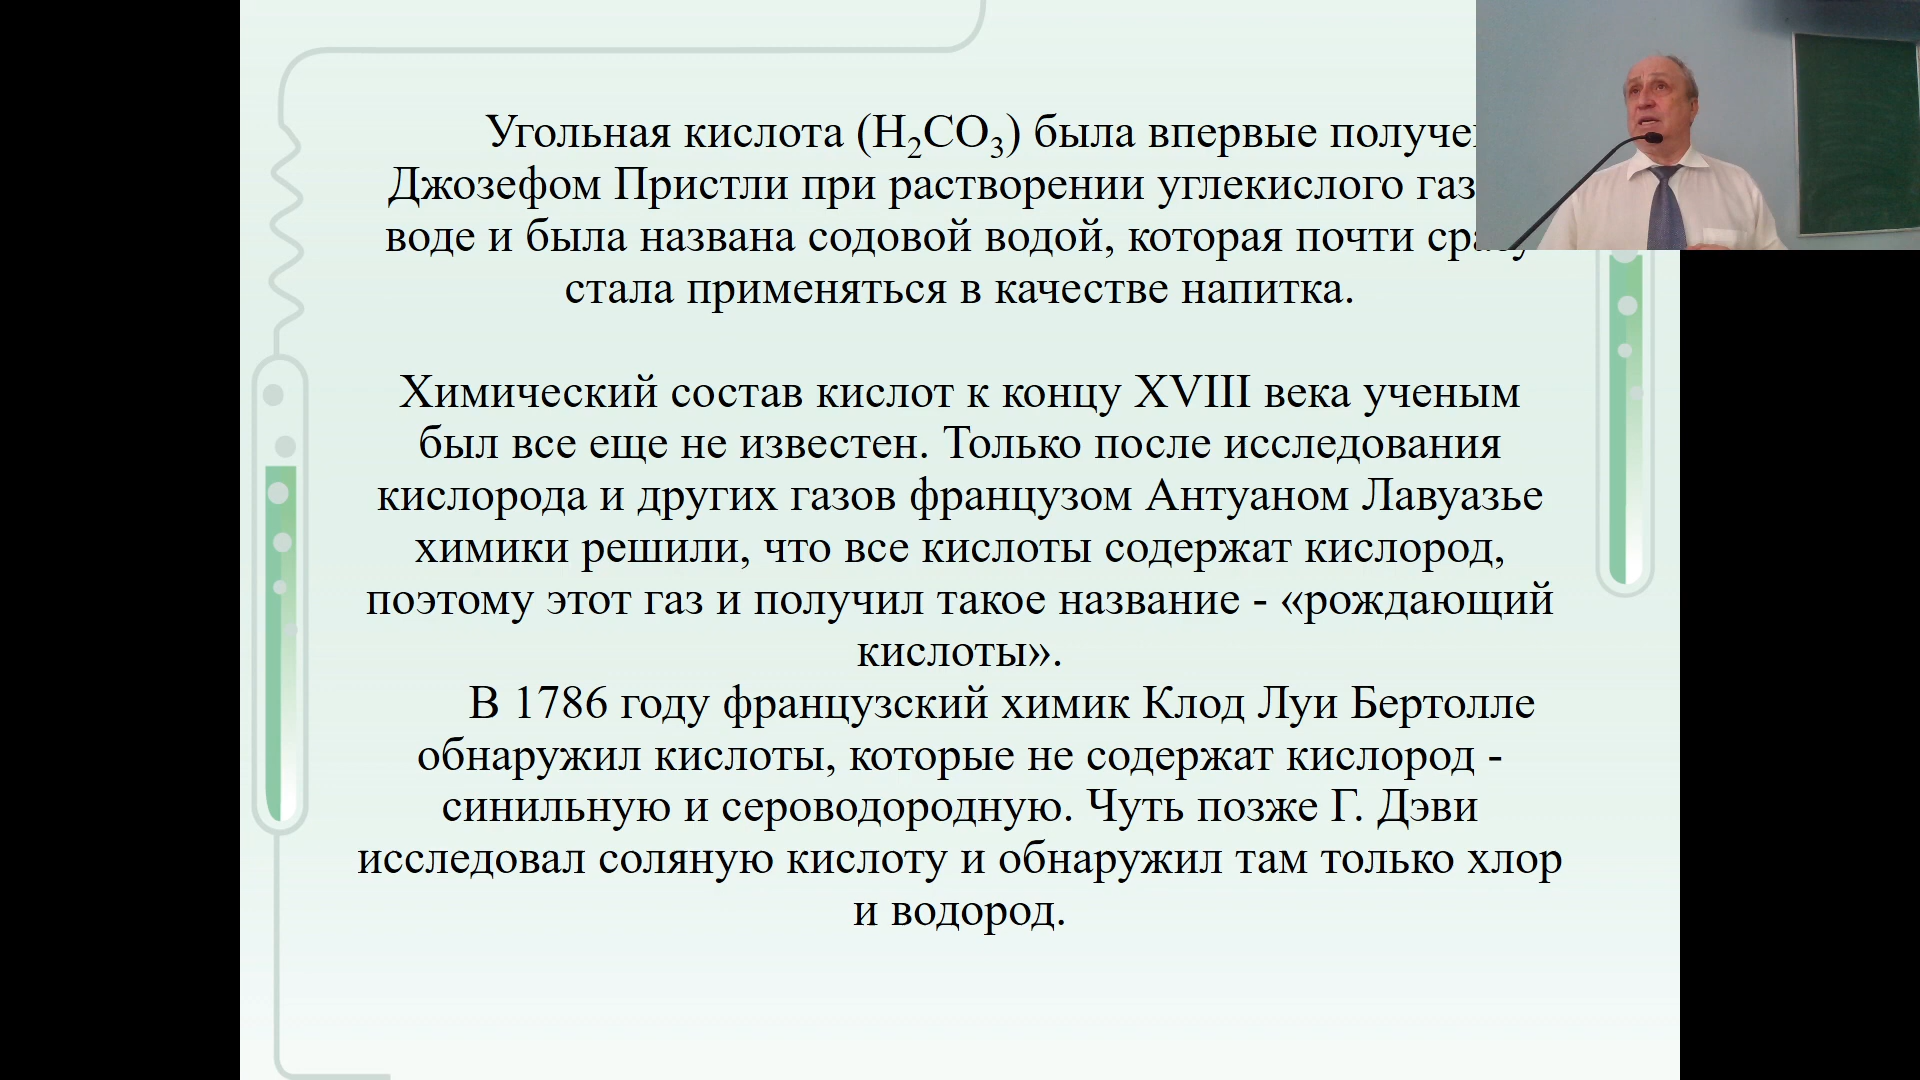 Угольная кислота (H₂CO₃) была впервые
Джозефом Пристли при растворении углекислого
воде и была названа содовой водой, которая почти
стала применяться в качестве напитка.
Химический состав кислот к концу XVIII века ученым
был все еще не известен. Только после исследования
кислорода и других газов французом Антуаном Лавуазье
химики решили, что все кислоты содержат кислород,
поэтому этот газ и получил такое название - «рождающий
кислоты».
В 1786 году французский химик Клод Луи Бертолле
обнаружил кислоты, которые не содержат кислород -
синильную и сероводородную. Чуть позже Г. Дэви
исследовал соляную кислоту и обнаружил там только хлор
и водород.